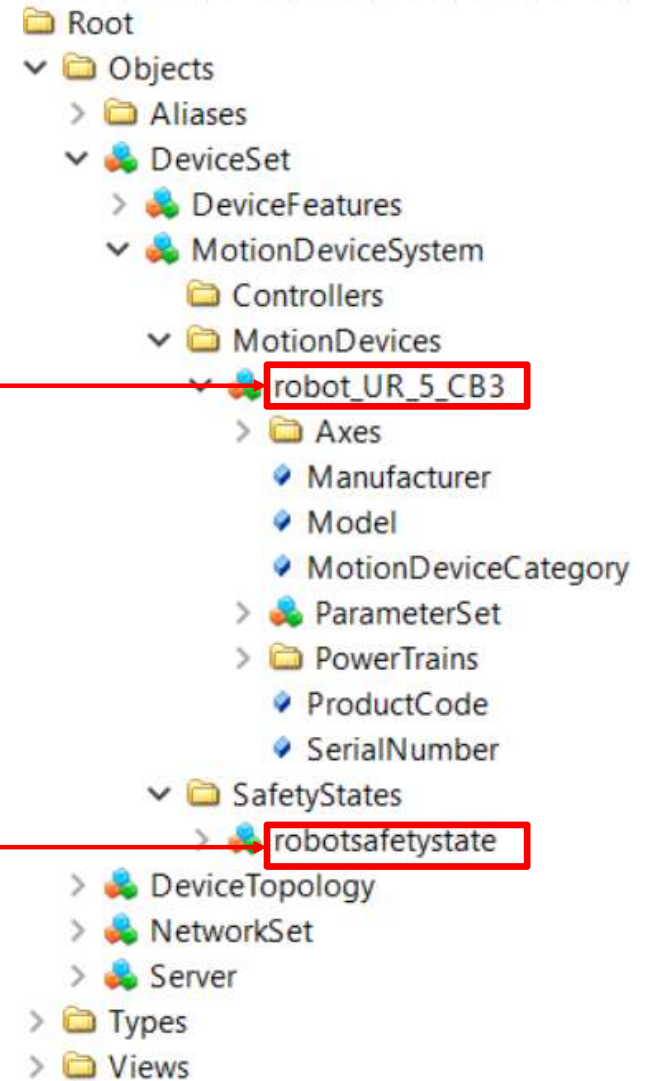 Root
Objects
Aliases
DeviceSet
DeviceFeatures
MotionDeviceSystem
Controllers
MotionDevices
robot_UR_5_CB3
Axes
Manufacturer
Model
MotionDeviceCategory
ParameterSet
PowerTrains
ProductCode
SerialNumber
SafetyStates
robotsafetystate
DeviceTopology
NetworkSet
Server
Types
Views